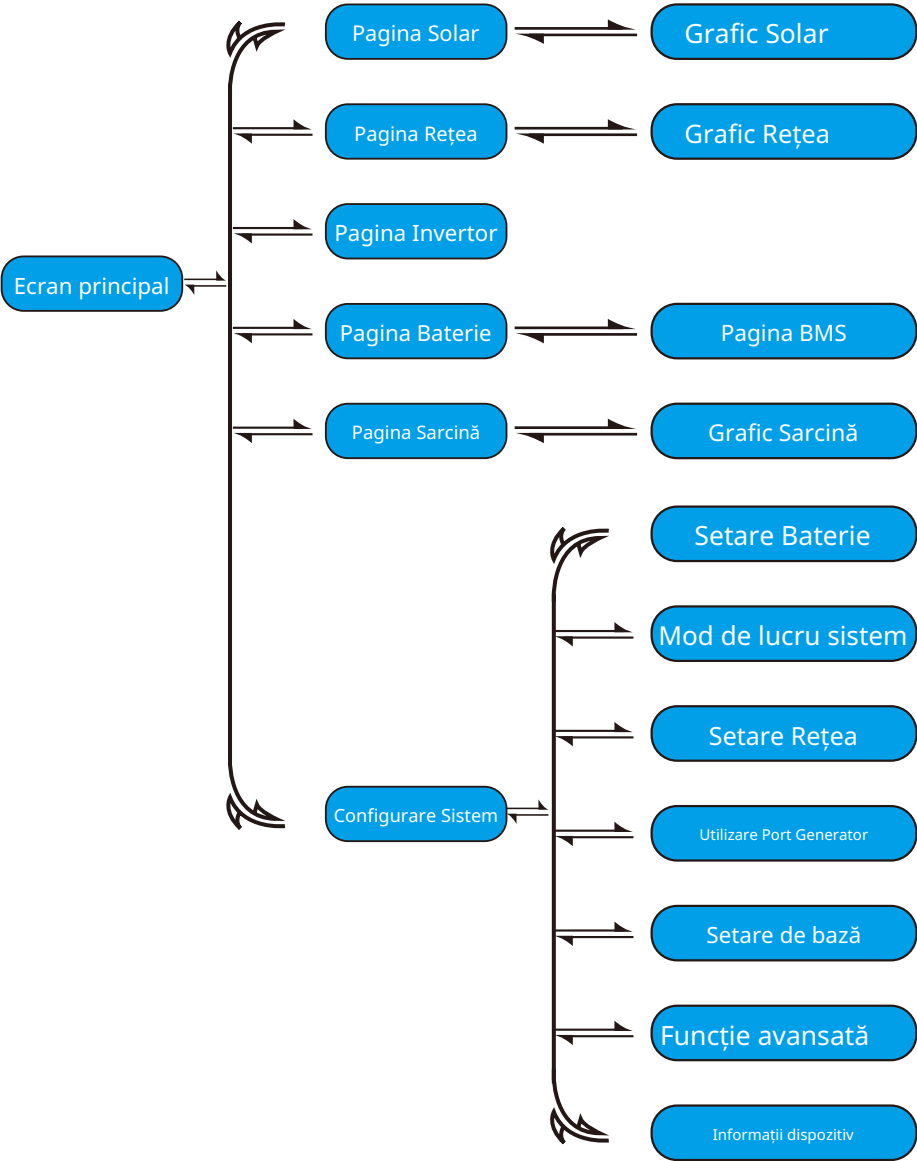 Pagina Solar
Grafic Solar
Pagina Rețea
Grafic Rețea
Pagina Invertor
Ecran principal
Pagina Baterie
Pagina BMS
Pagina Sarcină
Grafic Sarcină
Setare Baterie
Mod de lucru sistem
Setare Rețea
Configurare Sistem
Utilizare Port Generator
Setare de bază
Funcție avansată
Informații dispozitiv